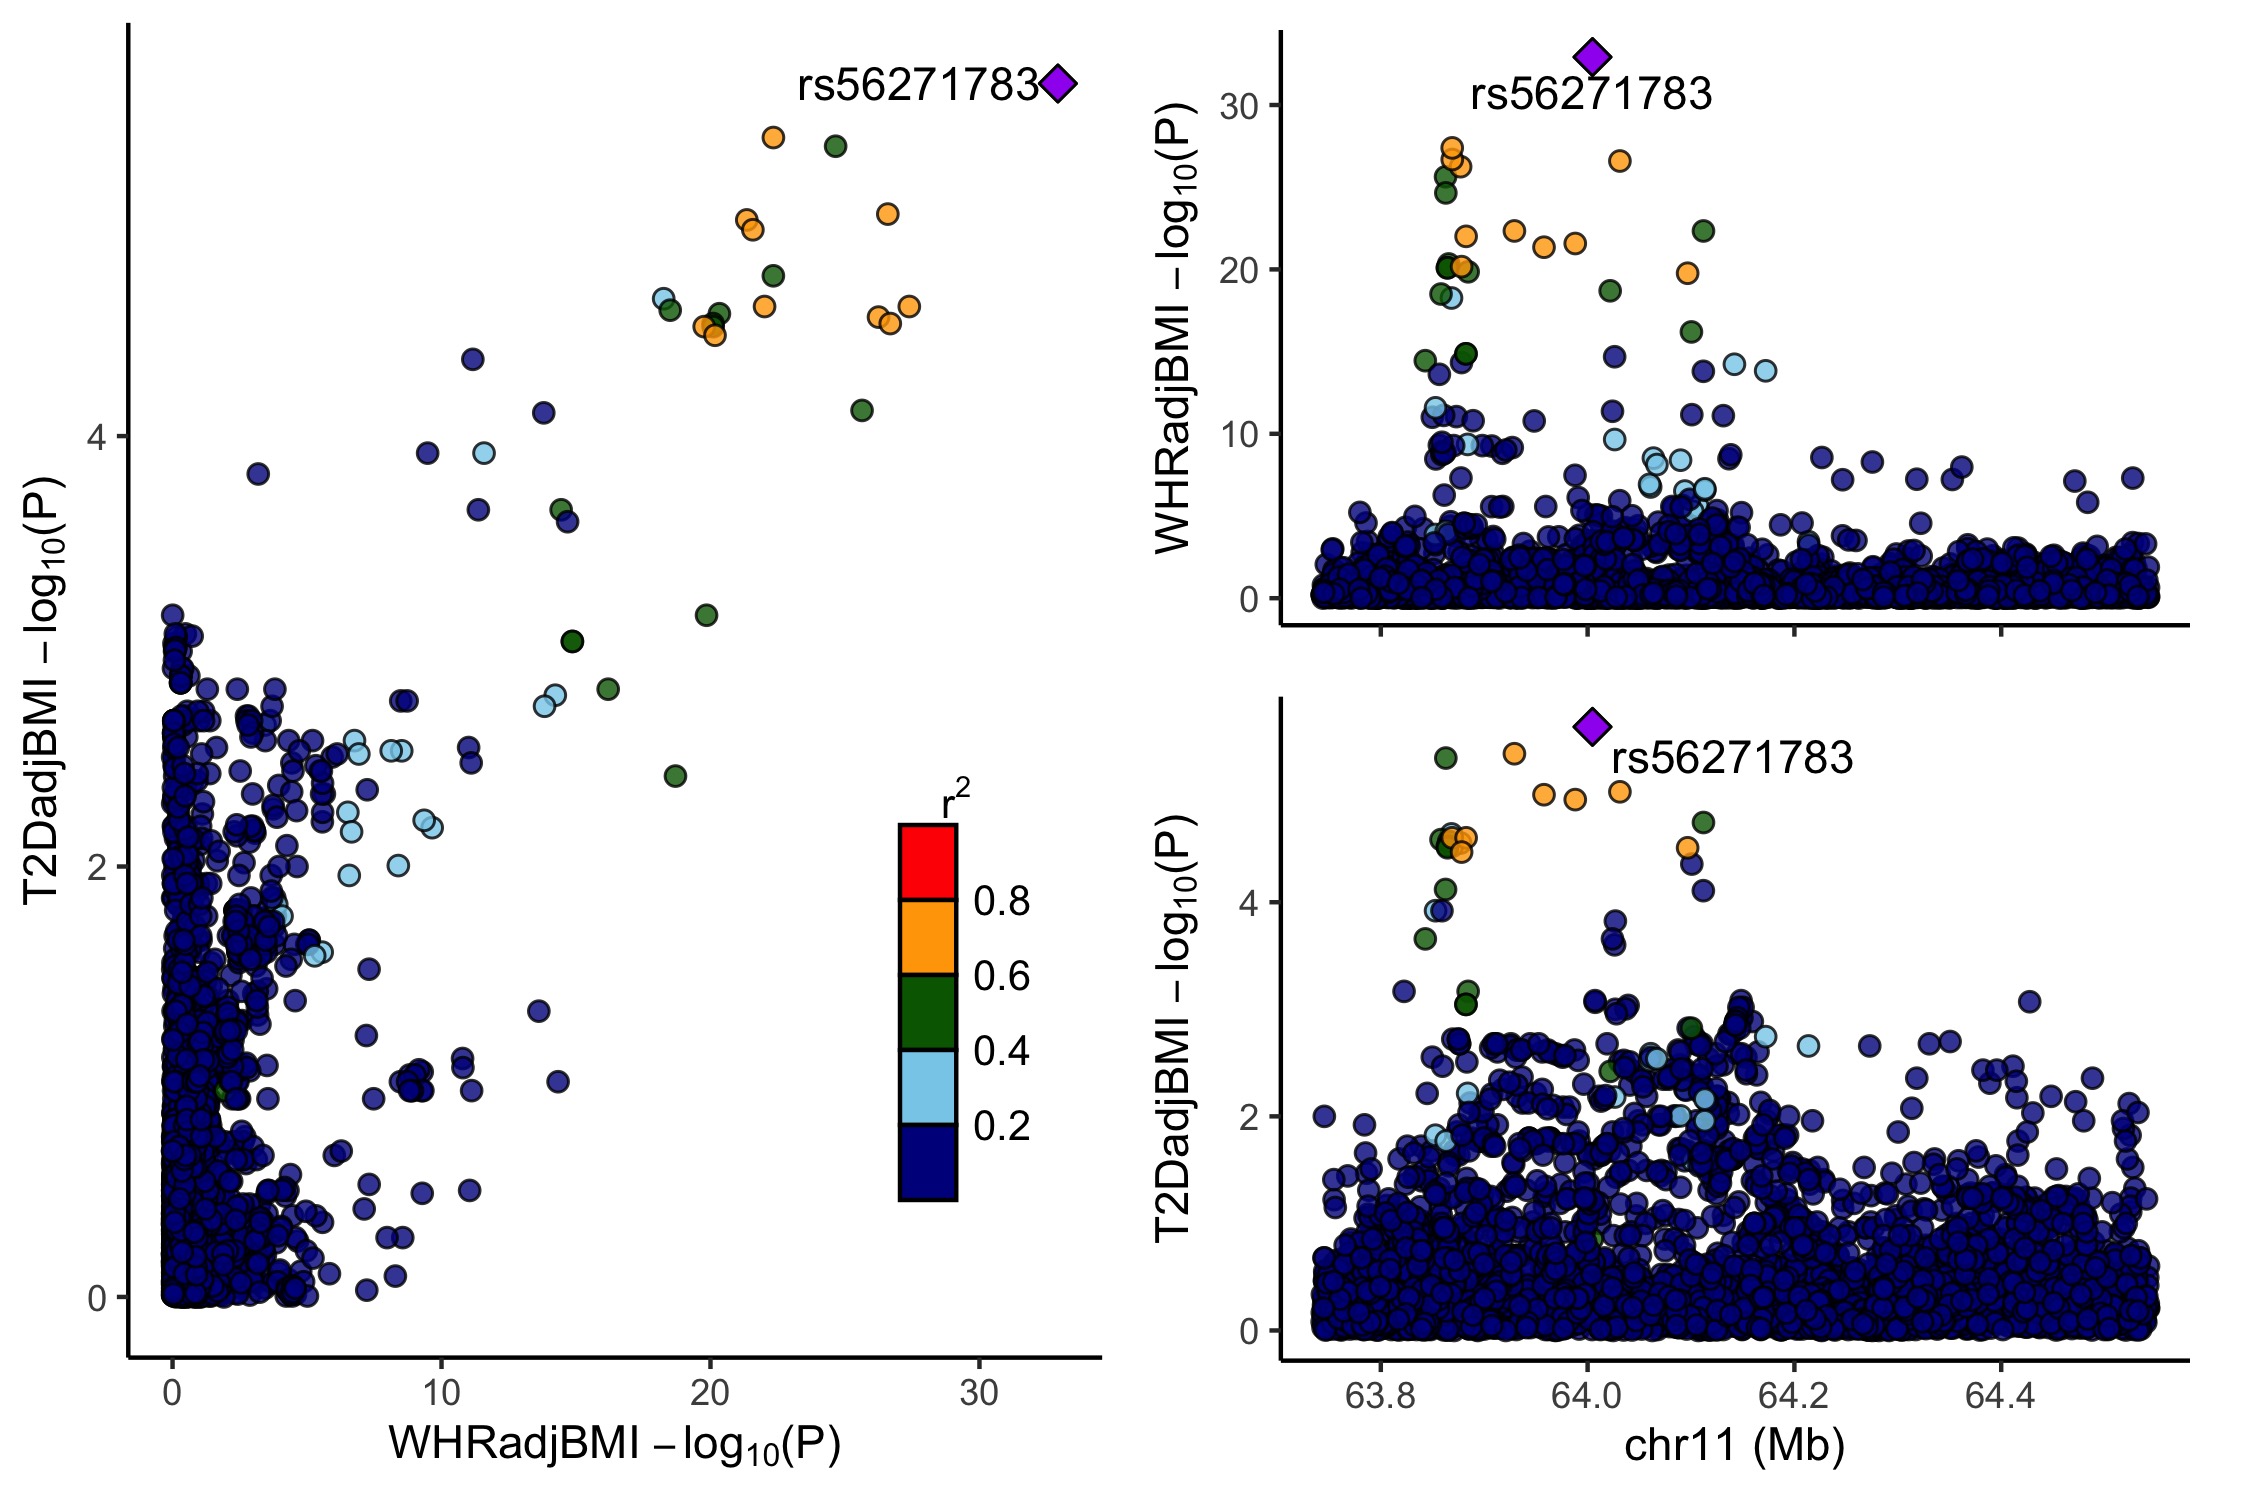 rs56271783
T2DadjBMI −log₁₀(P)
4
2
0
0 10 20 30
WHRadjBMI −log₁₀(P)
r²
0.8
0.6
0.4
0.2
rs56271783
WHRadjBMI −log₁₀(P)
30
20
10
0
rs56271783
T2DadjBMI −log₁₀(P)
4
2
0
63.8 64.0 64.2 64.4
chr11 (Mb)